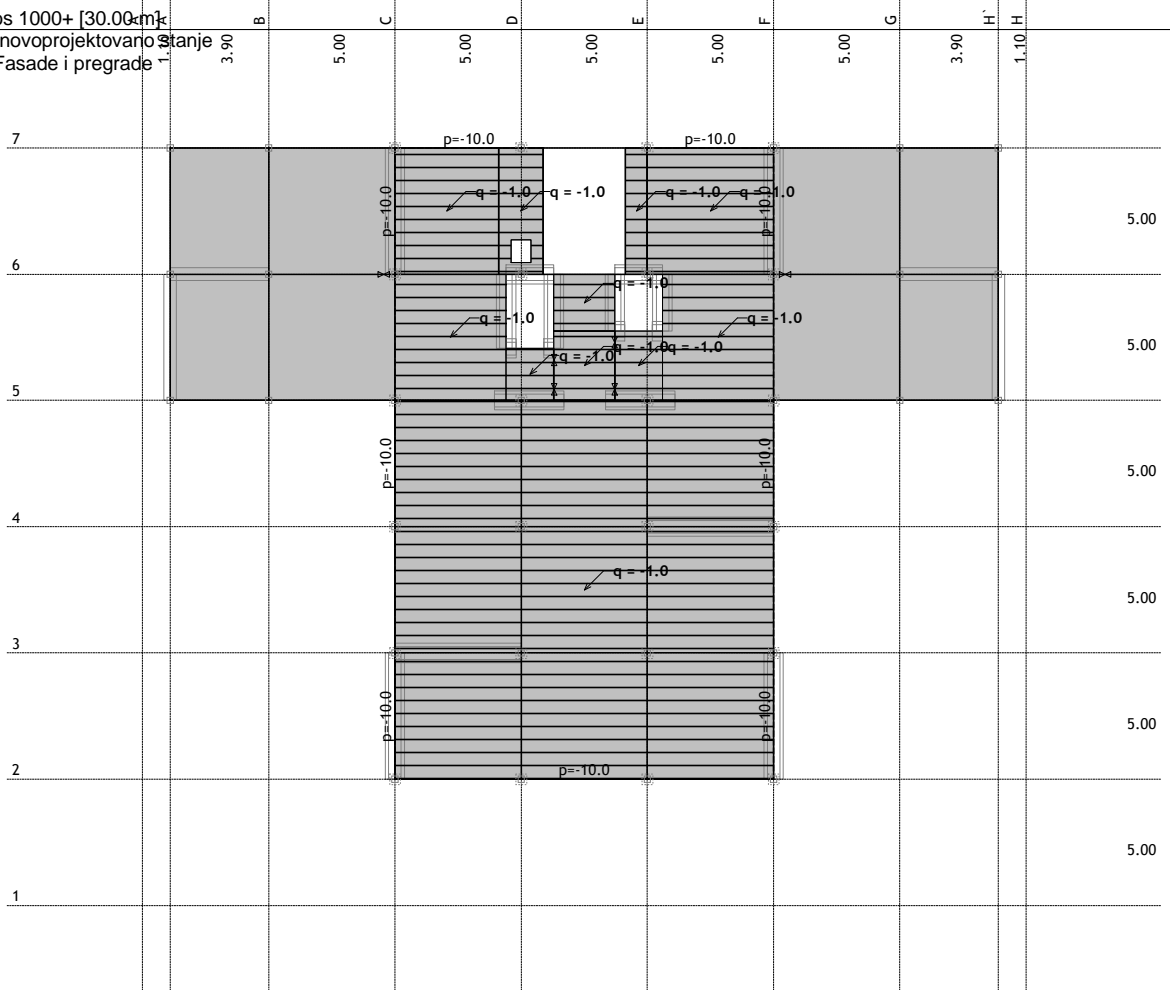 os 1000+ [30.00 m]
novoprojektovano stanje
Fasade i pregrade
A A` B C D E F G H` H
1.10 3.90 5.00 5.00 5.00 5.00 5.00 3.90 1.10
7
p=-10.0 p=-10.0
p=-10.0 q = -1.0 q = -1.0 q = -1.0 q = -1.0 p=-10.0
5.00
6
q = -1.0
q = -1.0 q = -1.0
q = -1.0 q = -1.0 q = -1.0
5.00
5
p=-10.0 p=-10.0
5.00
4
q = -1.0
5.00
3
p=-10.0 p=-10.0
5.00
2
p=-10.0
5.00
1